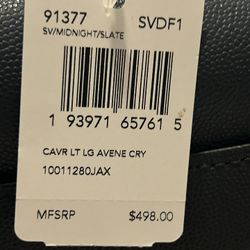 91377 SVDF1
SV/MIDNIGHT/SLATE
1 93971 65761 5
CAVR LT LG AVENE CRY
10011280JAX
MFSRP $498.00